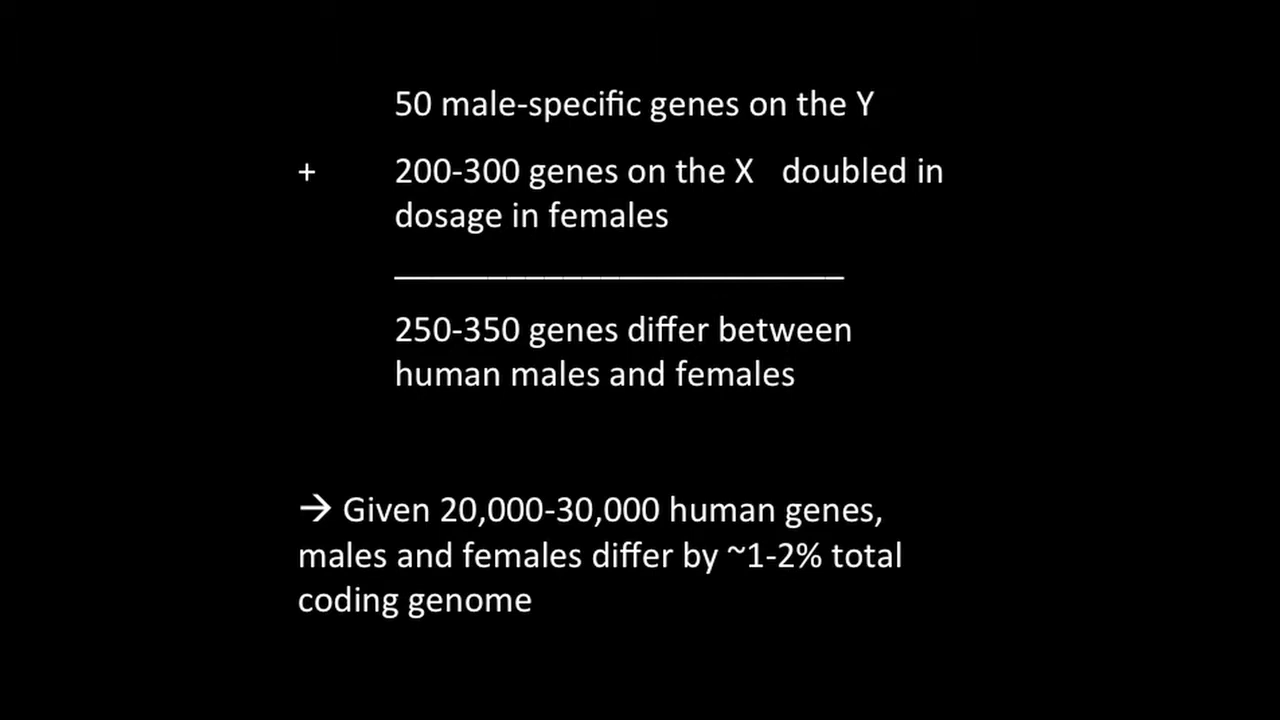 50 male-specific genes on the Y
+ 200-300 genes on the X doubled in
dosage in females
250-350 genes differ between
human males and females
→ Given 20,000-30,000 human genes,
males and females differ by ~1-2% total
coding genome